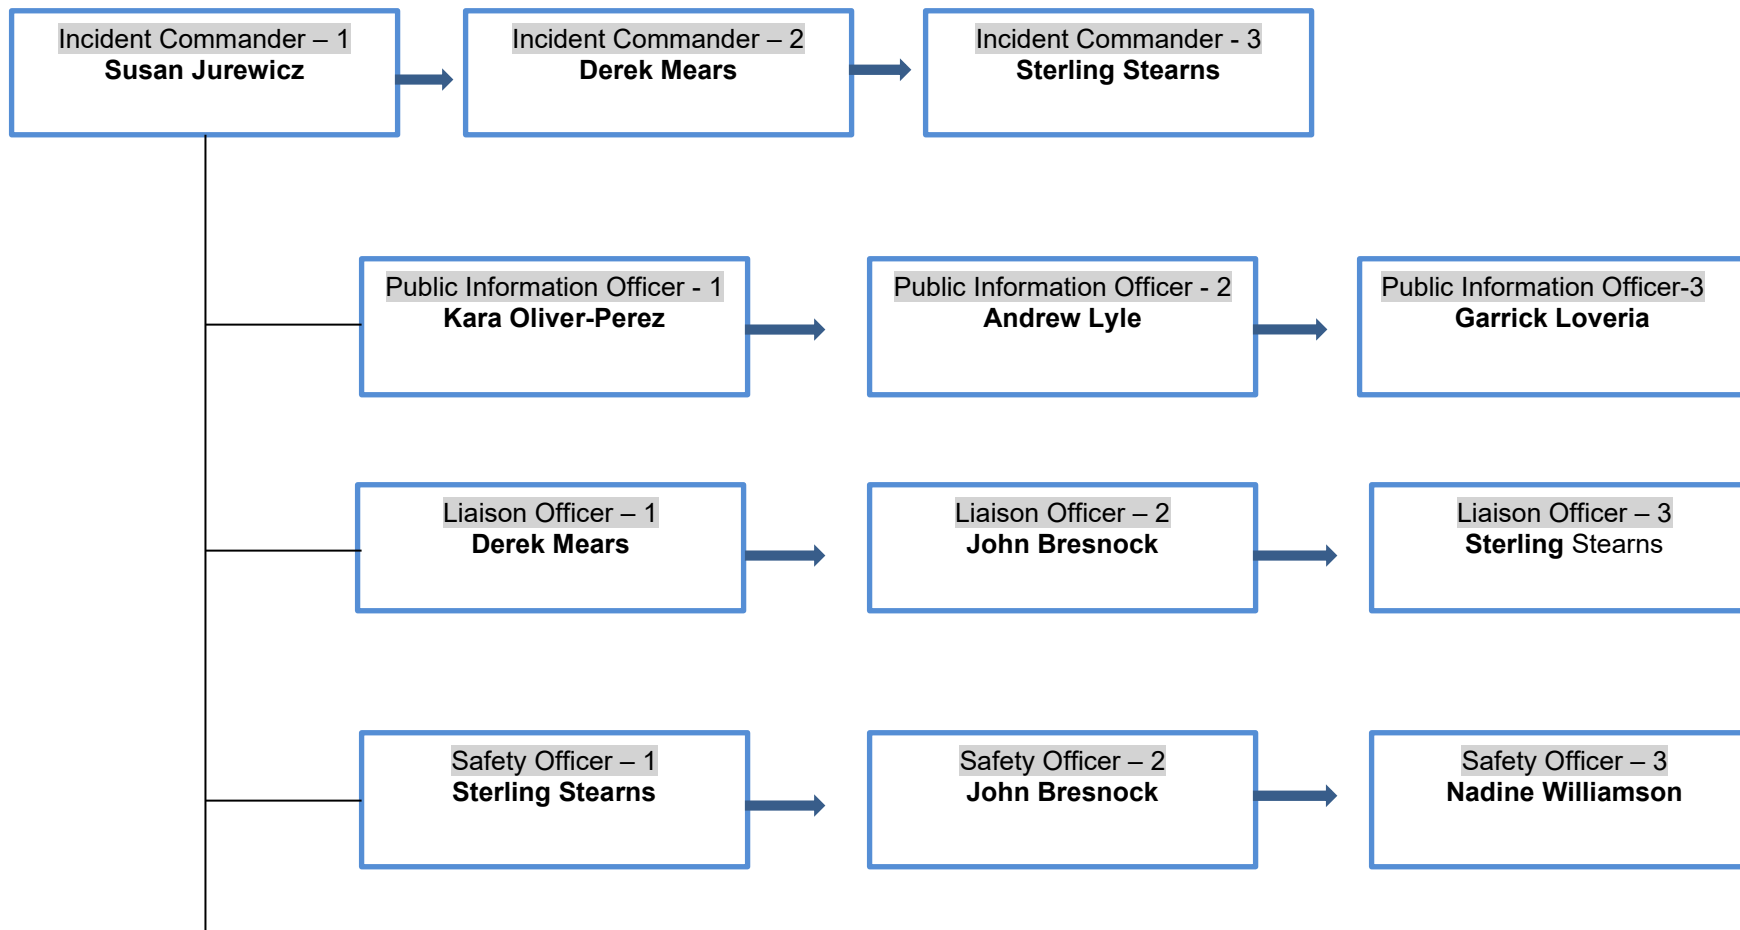 Incident Commander – 1
Susan Jurewicz
Incident Commander – 2
Derek Mears
Incident Commander - 3
Sterling Stearns
Public Information Officer - 1
Kara Oliver-Perez
Public Information Officer - 2
Andrew Lyle
Public Information Officer-3
Garrick Loveria
Liaison Officer – 1
Derek Mears
Liaison Officer – 2
John Bresnock
Liaison Officer – 3
Sterling Stearns
Safety Officer – 1
Sterling Stearns
Safety Officer – 2
John Bresnock
Safety Officer – 3
Nadine Williamson